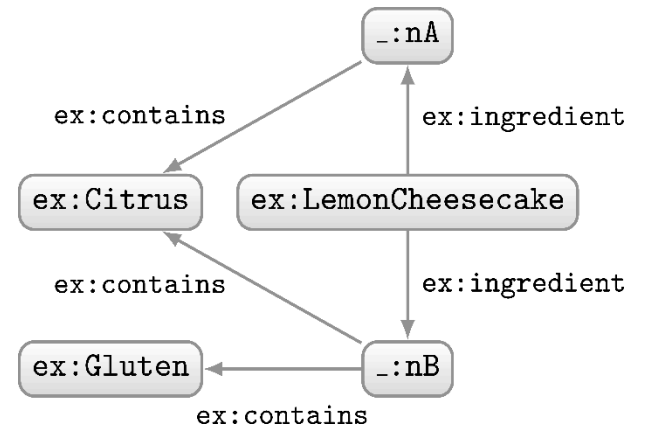 _:nA
ex:contains
ex:ingredient
ex:Citrus
ex:LemonCheesecake
ex:contains
ex:ingredient
ex:Gluten
_:nB
ex:contains